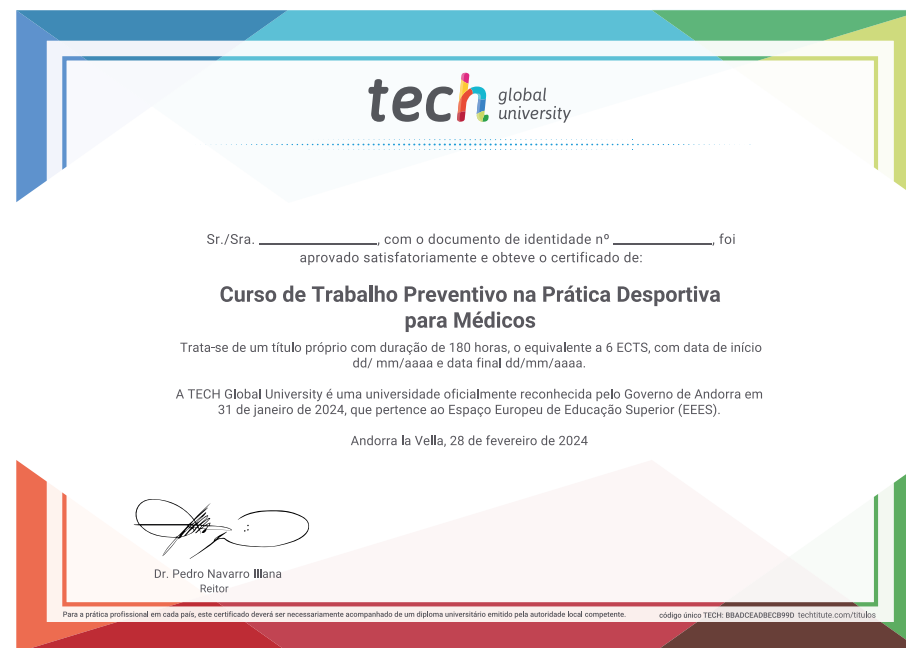 tech global university
Sr./Sra. ____________, com o documento de identidade nº ____________, foi
aprovado satisfatoriamente e obteve o certificado de:
Curso de Trabalho Preventivo na Prática Desportiva
para Médicos
Trata-se de um título próprio com duração de 180 horas, o equivalente a 6 ECTS, com data de início
dd/ mm/aaaa e data final dd/mm/aaaa.
A TECH Global University é uma universidade oficialmente reconhecida pelo Governo de Andorra em
31 de janeiro de 2024, que pertence ao Espaço Europeu de Educação Superior (EEES).
Andorra la Vella, 28 de fevereiro de 2024
Dr. Pedro Navarro Illana
Reitor
Para a prática profissional em cada país, este certificado deverá ser necessariamente acompanhado de um diploma universitário emitido pela autoridade local competente.
código único TECH: BBADCEADBECB99D techtitute.com/títulos